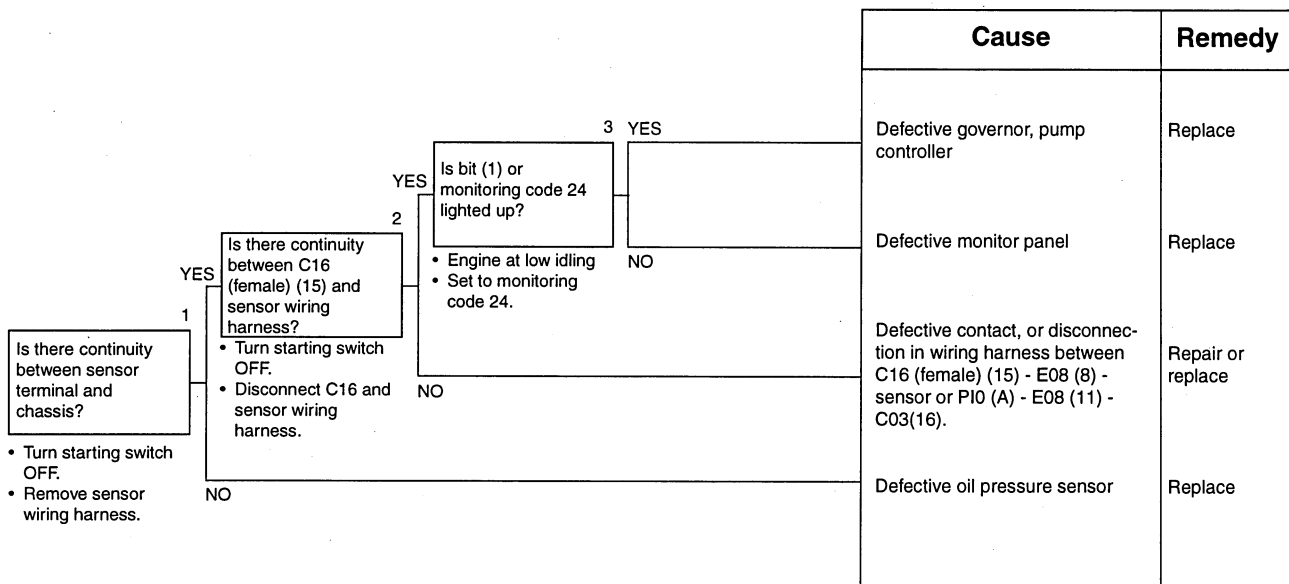 Cause
Remedy
3 YES
Is bit (1) or
monitoring code 24
lighted up?
• Engine at low idling
• Set to monitoring
code 24.
Defective governor, pump
controller
Replace
YES
2
Is there continuity
between C16
(female) (15) and
sensor wiring
harness?
• Turn starting switch
OFF.
• Disconnect C16 and
sensor wiring
harness.
NO
Defective monitor panel
Replace
YES
1
Is there continuity
between sensor
terminal and
chassis?
• Turn starting switch
OFF.
• Remove sensor
wiring harness.
NO
Defective contact, or disconnec-
tion in wiring harness between
C16 (female) (15) - E08 (8) -
sensor or PI0 (A) - E08 (11) -
C03(16).
Repair or
replace
NO
Defective oil pressure sensor
Replace